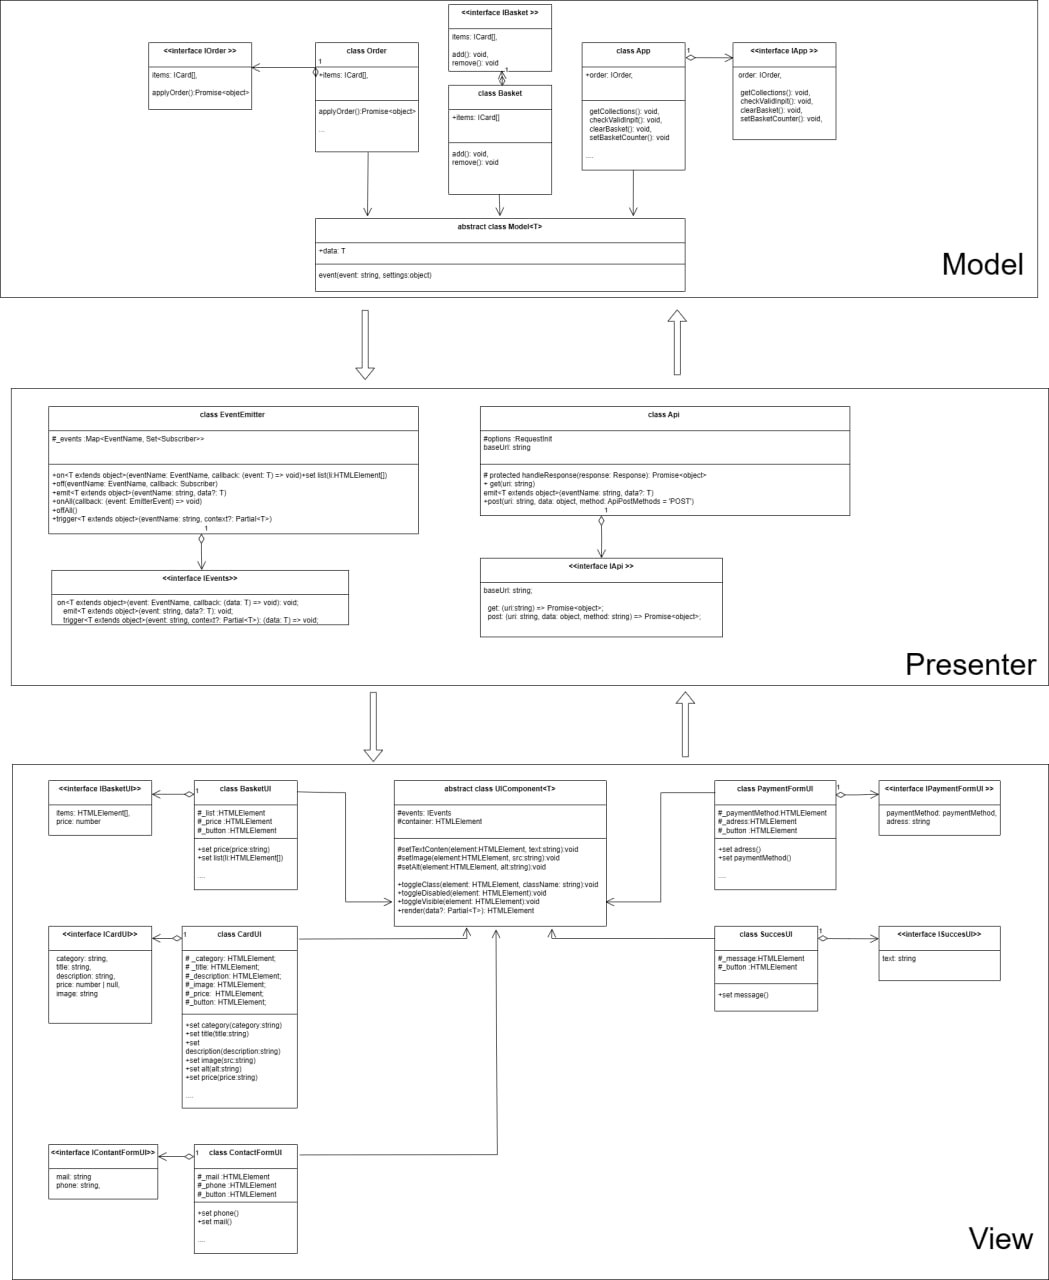 <<interface IBasket >>
items: ICard[],
add(): void,
remove(): void
<<interface IOrder >>
items: ICard[],
applyOrder():Promise<object>
class Order
1
+items: ICard[],
applyOrder():Promise<object>
...
1
class Basket
+items: ICard[]
add(): void,
remove(): void
class App
+order: IOrder,
getCollections(): void,
checkValidInpit(): void,
clearBasket(): void,
setBasketCounter(): void
....
1
<<interface IApp >>
order: IOrder,
getCollections(): void,
checkValidInpit(): void,
clearBasket(): void,
setBasketCounter(): void,
abstract class Model<T>
+data: T
event(event: string, settings:object)
Model
class EventEmitter
#_events :Map<EventName, Set<Subscriber>>
+on<T extends object>(eventName: EventName, callback: (event: T) => void)+set list(li:HTMLElement[])
+off(eventName: EventName, callback: Subscriber)
+emit<T extends object>(eventName: string, data?: T)
+onAll(callback: (event: EmitterEvent) => void)
+offAll()
+trigger<T extends object>(eventName: string, context?: Partial<T>)
1
<<interface IEvents>>
on<T extends object>(event: EventName, callback: (data: T) => void): void;
emit<T extends object>(event: string, data?: T): void;
trigger<T extends object>(event: string, context?: Partial<T>): (data: T) => void;
class Api
#options :RequestInit
baseUrl: string
# protected handleResponse(response: Response): Promise<object>
+ get(uri: string)
emit<T extends object>(eventName: string, data?: T)
+post(uri: string, data: object, method: ApiPostMethods = 'POST')
1
<<interface IApi >>
baseUrl: string;
get: (uri:string) => Promise<object>;
post: (uri: string, data: object, method: string) => Promise<object>;
Presenter
<<interface IBasketUI>>
items: HTMLElement[],
price: number
1
class BasketUI
#_list :HTMLElement
#_price :HTMLElement
#_button :HTMLElement
+set price(price:string)
+set list(li:HTMLElement[])
....
abstract class UIComponent<T>
#events: IEvents
#container: HTMLElement
#setTextConten(element:HTMLElement, text:string):void
#setImage(element:HTMLElement, src:string):void
#setAlt(element:HTMLElement, alt:string):void
+toggleClass(element: HTMLElement, className: string):void
+toggleDisabled(element: HTMLElement):void
+toggleVisible(element: HTMLElement):void
+render(data?: Partial<T>): HTMLElement
class PaymentFormUI
#_paymentMethod:HTMLElement
#_adress:HTMLElement
#_button :HTMLElement
+set adress()
+set paymentMethod()
....
1
<<interface IPaymentFormUI >>
paymentMethod: paymentMethod,
adress: string
<<interface ICardUI>>
category: string,
title: string,
description: string,
price: number | null,
image: string
1
class CardUI
# _category: HTMLElement;
# _title: HTMLElement;
#_description: HTMLElement;
#_image: HTMLElement;
#_price:  HTMLElement;
#_button: HTMLElement;
+set category(category:string)
+set title(title:string)
+set
description(description:string)
+set image(src:string)
+set alt(alt:string)
+set price(price:string)
....
class SuccesUI
#_message:HTMLElement
#_button :HTMLElement
+set message()
1
<<interface ISuccesUI>>
text: string
<<interface IContantFormUI>>
mail: string
phone: string,
1
class ContactFormUI
#_mail :HTMLElement
#_phone :HTMLElement
#_button :HTMLElement
+set phone()
+set mail()
....
View